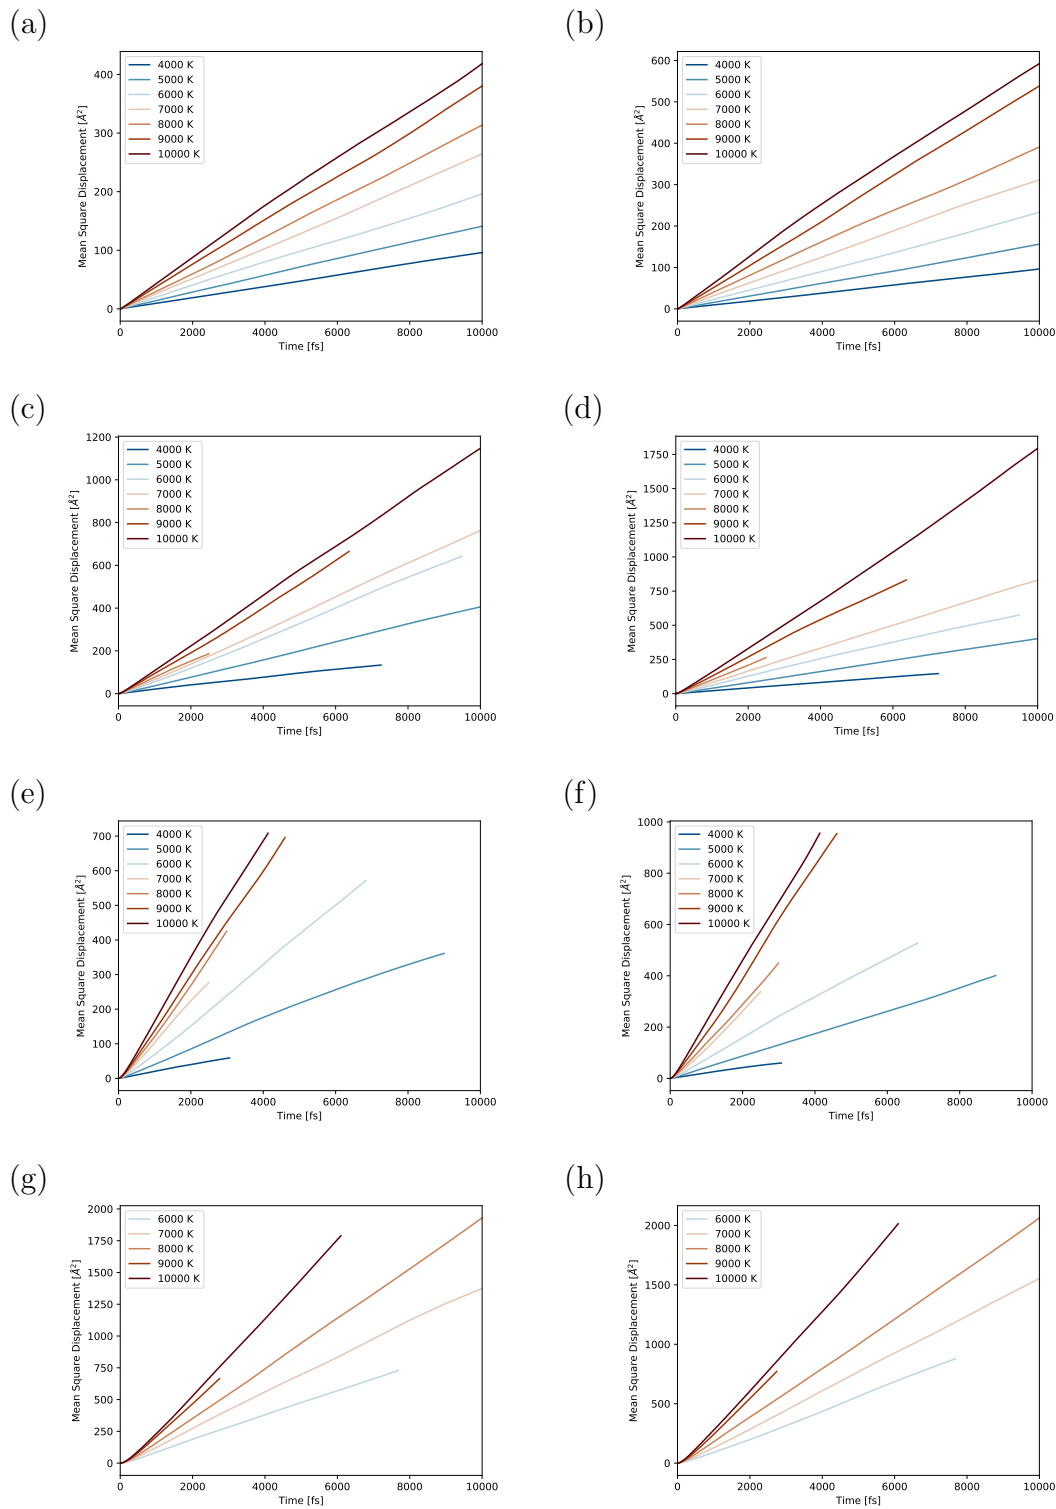 (a)
400
300
200
100
0
Mean Square Displacement [Å²]
4000 K
5000 K
6000 K
7000 K
8000 K
9000 K
10000 K
0 2000 4000 6000 8000 10000
Time [fs]
(b)
600
500
400
300
200
100
0
Mean Square Displacement [Å²]
4000 K
5000 K
6000 K
7000 K
8000 K
9000 K
10000 K
0 2000 4000 6000 8000 10000
Time [fs]
(c)
1200
1000
800
600
400
200
0
Mean Square Displacement [Å²]
4000 K
5000 K
6000 K
7000 K
8000 K
9000 K
10000 K
0 2000 4000 6000 8000 10000
Time [fs]
(d)
1750
1500
1250
1000
750
500
250
0
Mean Square Displacement [Å²]
4000 K
5000 K
6000 K
7000 K
8000 K
9000 K
10000 K
0 2000 4000 6000 8000 10000
Time [fs]
(e)
700
600
500
400
300
200
100
0
Mean Square Displacement [Å²]
4000 K
5000 K
6000 K
7000 K
8000 K
9000 K
10000 K
0 2000 4000 6000 8000 10000
Time [fs]
(f)
1000
800
600
400
200
0
Mean Square Displacement [Å²]
4000 K
5000 K
6000 K
7000 K
8000 K
9000 K
10000 K
0 2000 4000 6000 8000 10000
Time [fs]
(g)
2000
1750
1500
1250
1000
750
500
250
0
Mean Square Displacement [Å²]
6000 K
7000 K
8000 K
9000 K
10000 K
0 2000 4000 6000 8000 10000
Time [fs]
(h)
2000
1500
1000
500
0
Mean Square Displacement [Å²]
6000 K
7000 K
8000 K
9000 K
10000 K
0 2000 4000 6000 8000 10000
Time [fs]